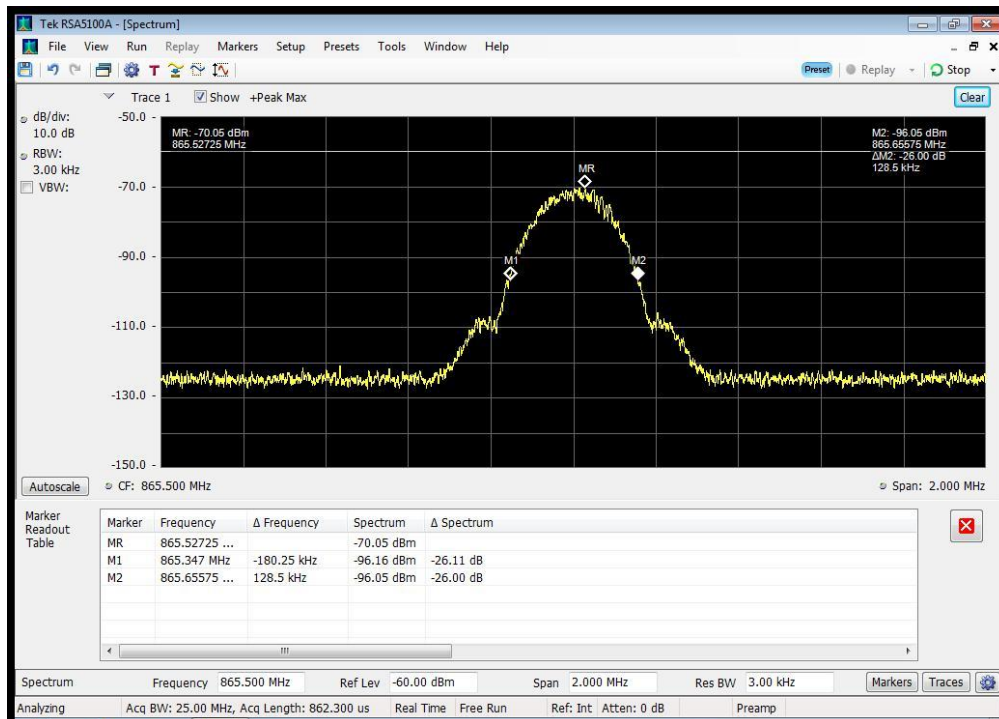 Tek RSA5100A - [Spectrum]
File View Run Replay Markers Setup Presets Tools Window Help
Preset Replay Stop
Trace 1 Show +Peak Max Clear
dB/div:
10.0 dB
RBW:
3.00 kHz
VBW:
-50.0 -
-70.0 -
-90.0 -
-110.0 -
-130.0 -
-150.0 -
MR: -70.05 dBm
865.52725 MHz
M2: -96.05 dBm
865.65575 MHz
ΔM2: -26.00 dB
128.5 kHz
MR
M1
M2
Autoscale CF: 865.500 MHz Span: 2.000 MHz
Marker
Readout
Table
Marker Frequency Δ Frequency Spectrum Δ Spectrum
MR 865.52725 ... -70.05 dBm
M1 865.347 MHz -180.25 kHz -96.16 dBm -26.11 dB
M2 865.65575 ... 128.5 kHz -96.05 dBm -26.00 dB
Spectrum Frequency 865.500 MHz Ref Lev -60.00 dBm Span 2.000 MHz Res BW 3.00 kHz Markers Traces
Analyzing Acq BW: 25.00 MHz, Acq Length: 862.300 us Real Time Free Run Ref: Int Atten: 0 dB Preamp